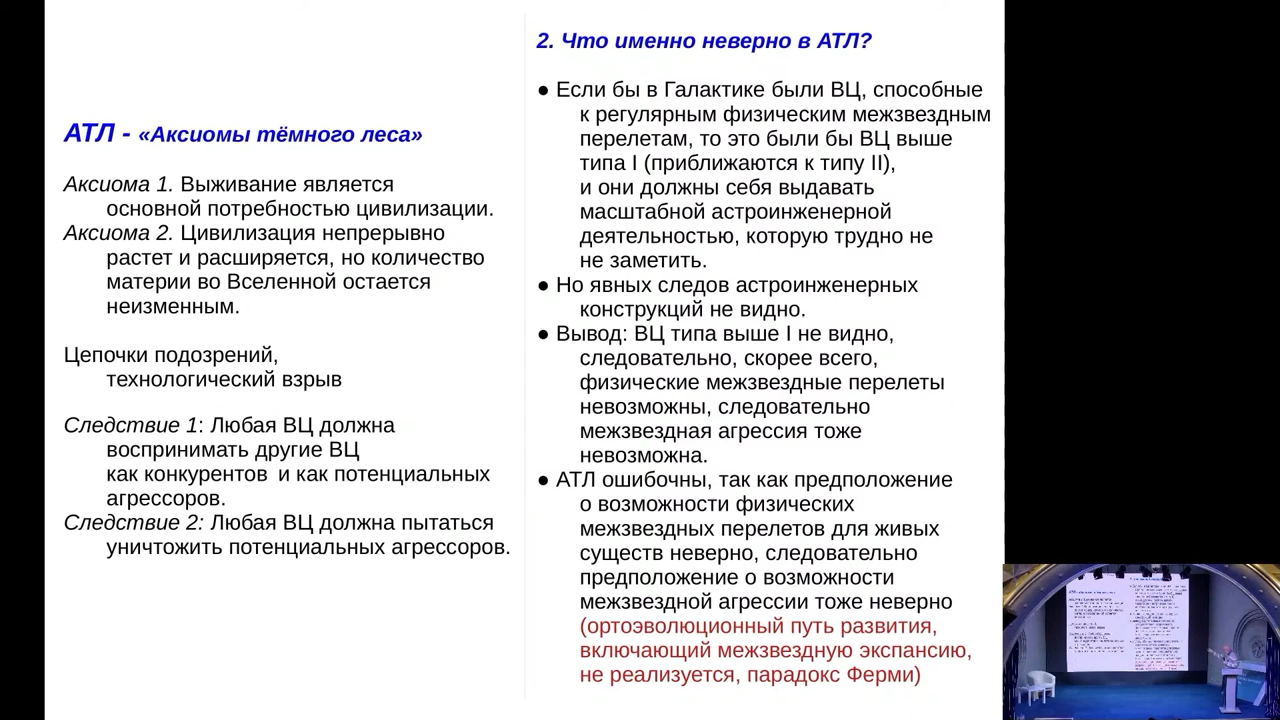 АТЛ - «Аксиомы тёмного леса»
Аксиома 1. Выживание является
основной потребностью цивилизации.
Аксиома 2. Цивилизация непрерывно
растет и расширяется, но количество
материи во Вселенной остается
неизменным.
Цепочки подозрений,
технологический взрыв
Следствие 1: Любая ВЦ должна
воспринимать другие ВЦ
как конкурентов и как потенциальных
агрессоров.
Следствие 2: Любая ВЦ должна пытаться
уничтожить потенциальных агрессоров.
2. Что именно неверно в АТЛ?
● Если бы в Галактике были ВЦ, способные
к регулярным физическим межзвездным
перелетам, то это были бы ВЦ выше
типа I (приближаются к типу II),
и они должны себя выдавать
масштабной астроинженерной
деятельностью, которую трудно не
не заметить.
● Но явных следов астроинженерных
конструкций не видно.
● Вывод: ВЦ типа выше I не видно,
следовательно, скорее всего,
физические межзвездные перелеты
невозможны, следовательно
межзвездная агрессия тоже
невозможна.
● АТЛ ошибочны, так как предположение
о возможности физических
межзвездных перелетов для живых
существ неверно, следовательно
предположение о возможности
межзвездной агрессии тоже неверно
(ортоэволюционный путь развития,
включающий межзвездную экспансию,
не реализуется, парадокс Ферми)